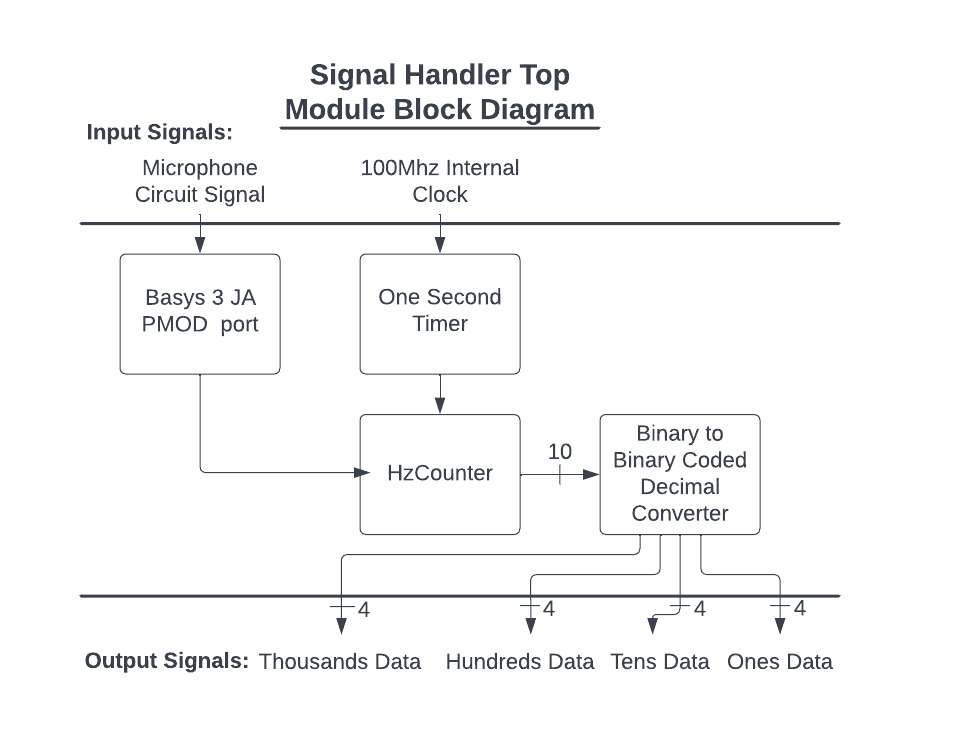 Signal Handler Top
Module Block Diagram
Input Signals:
Microphone
Circuit Signal
100Mhz Internal
Clock
Basys 3 JA
PMOD port
One Second
Timer
HzCounter
10
Binary to
Binary Coded
Decimal
Converter
4
4
4
4
Output Signals: Thousands Data Hundreds Data Tens Data Ones Data